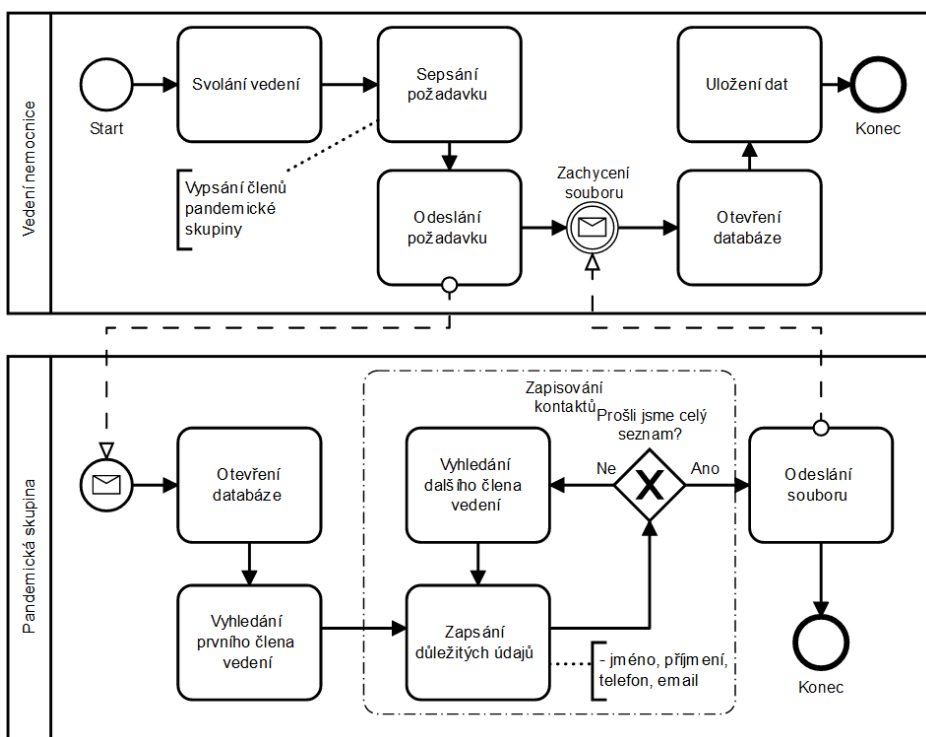 Vedení nemocnice
Start
Svolání vedení
Sepsání
požadavku
Vypsání členů
pandemické
skupiny
Odeslání
požadavku
Zachycení
souboru
Otevření
databáze
Uložení dat
Konec
Pandemická skupina
Otevření
databáze
Vyhledání
prvního člena
vedení
Zapisování
kontaktů
Vyhledání
dalšího člena
vedení
Zapsání
důležitých údajů
- jméno, příjmení,
telefon, email
Prošli jsme celý
seznam?
Ne
Ano
Odeslání
souboru
Konec